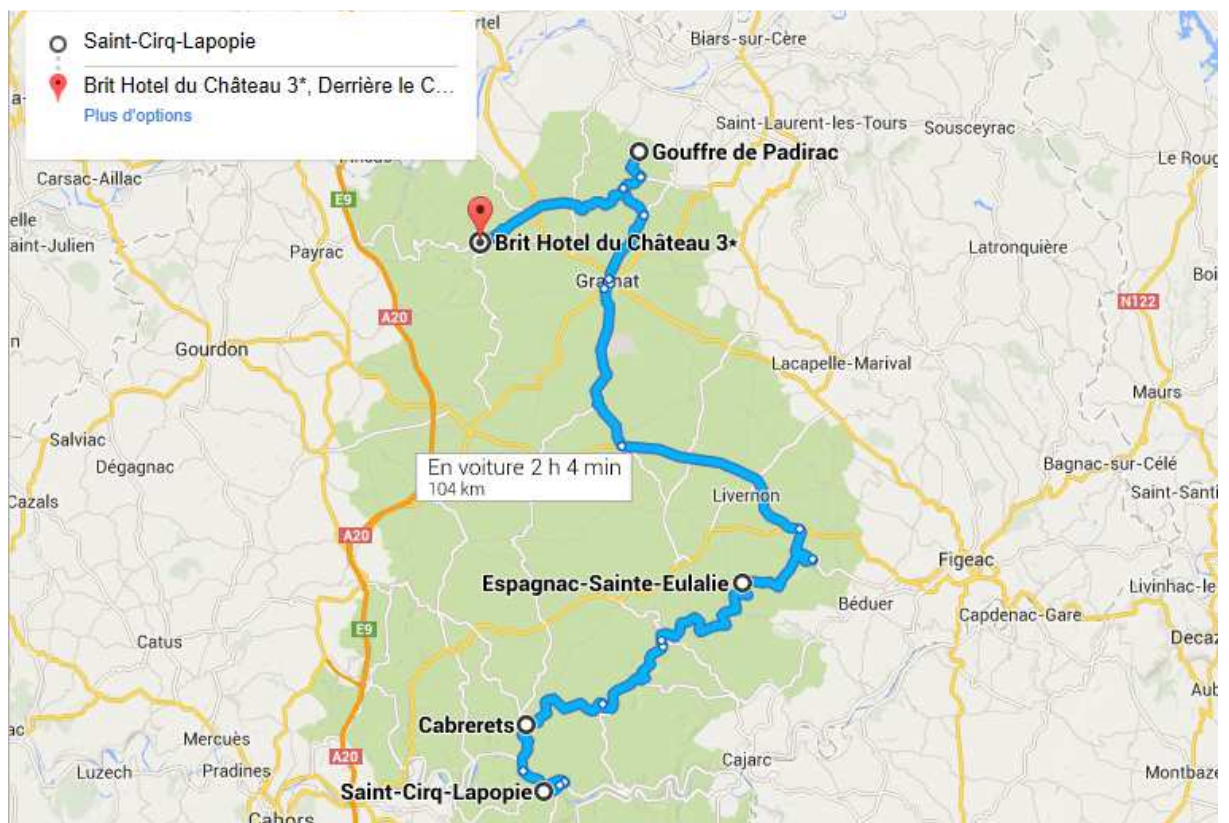 Saint-Cirq-Lapopie
Brit Hotel du Château 3*, Derrière le C...
Plus d'options
Biars-sur-Cère
Saint-Laurent-les-Tours
Sousceyrac
Gouffre de Padirac
Le Roug
Carsac-Aillac
E9
Brit Hotel du Château 3*
aint-Julien
Payrac
Latronquière
Gramat
N122
A20
Gourdon
Lacapelle-Marival
Maurs
Salviac
Dégagnac
En voiture 2 h 4 min
104 km
Bagnac-sur-Célé
Livernon
Saint-Santi
Cazals
A20
Figeac
Espagnac-Sainte-Eulalie
Livinhac-le
Béduer
Capdenac-Gare
E9
Catus
Decaz
Cabrerets
Mercuès
A20
Cajarc
Luzech
Pradines
Saint-Cirq-Lapopie
Montbaze
Cahors